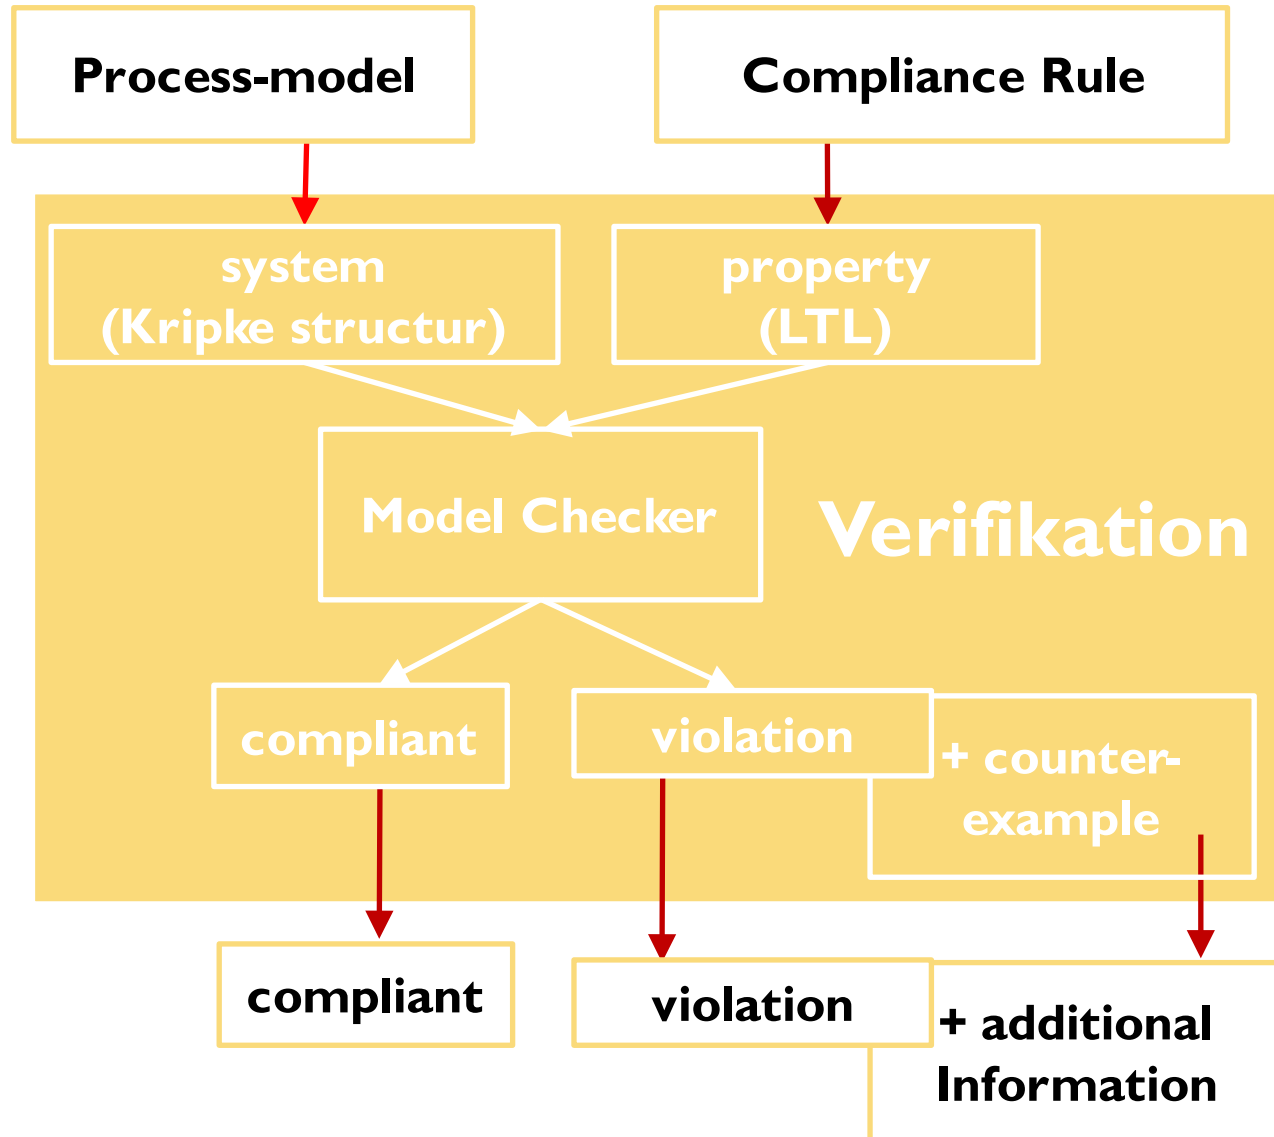 Process-model
Compliance Rule
system
(Kripke structur)
property
(LTL)
Model Checker
Verifikation
compliant
violation
+ counter-
example
compliant
violation
+ additional
Information